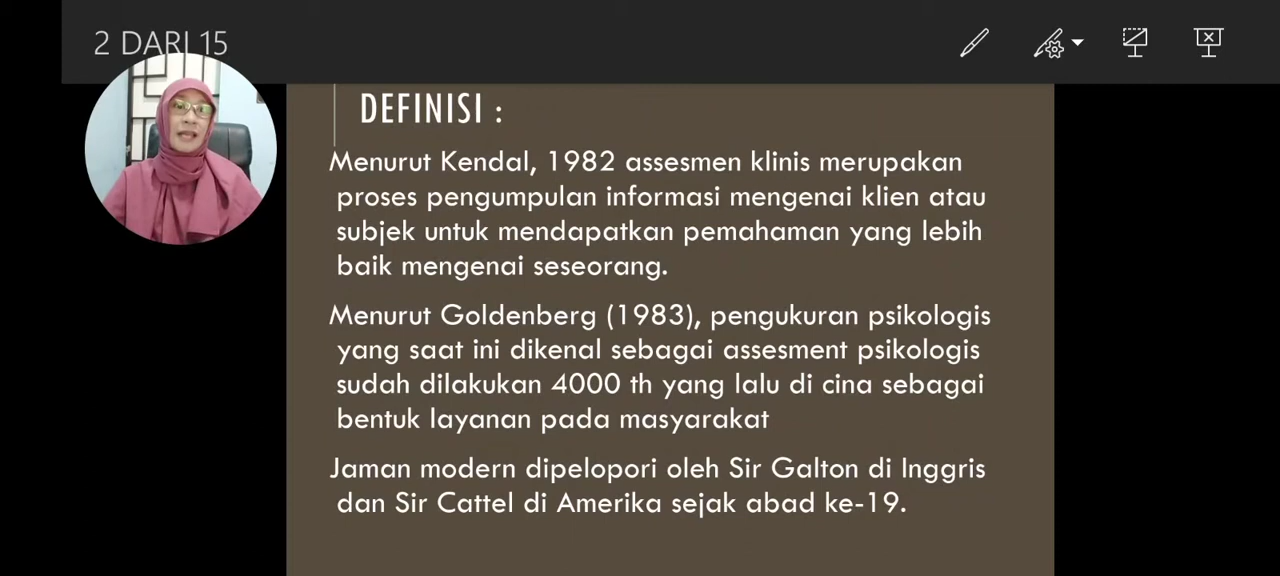 2 DARI 15
DEFINISI :
Menurut Kendal, 1982 assesmen klinis merupakan
proses pengumpulan informasi mengenai klien atau
subjek untuk mendapatkan pemahaman yang lebih
baik mengenai seseorang.
Menurut Goldenberg (1983), pengukuran psikologis
yang saat ini dikenal sebagai assesment psikologis
sudah dilakukan 4000 th yang lalu di cina sebagai
bentuk layanan pada masyarakat
Jaman modern dipelopori oleh Sir Galton di Inggris
dan Sir Cattel di Amerika sejak abad ke-19.